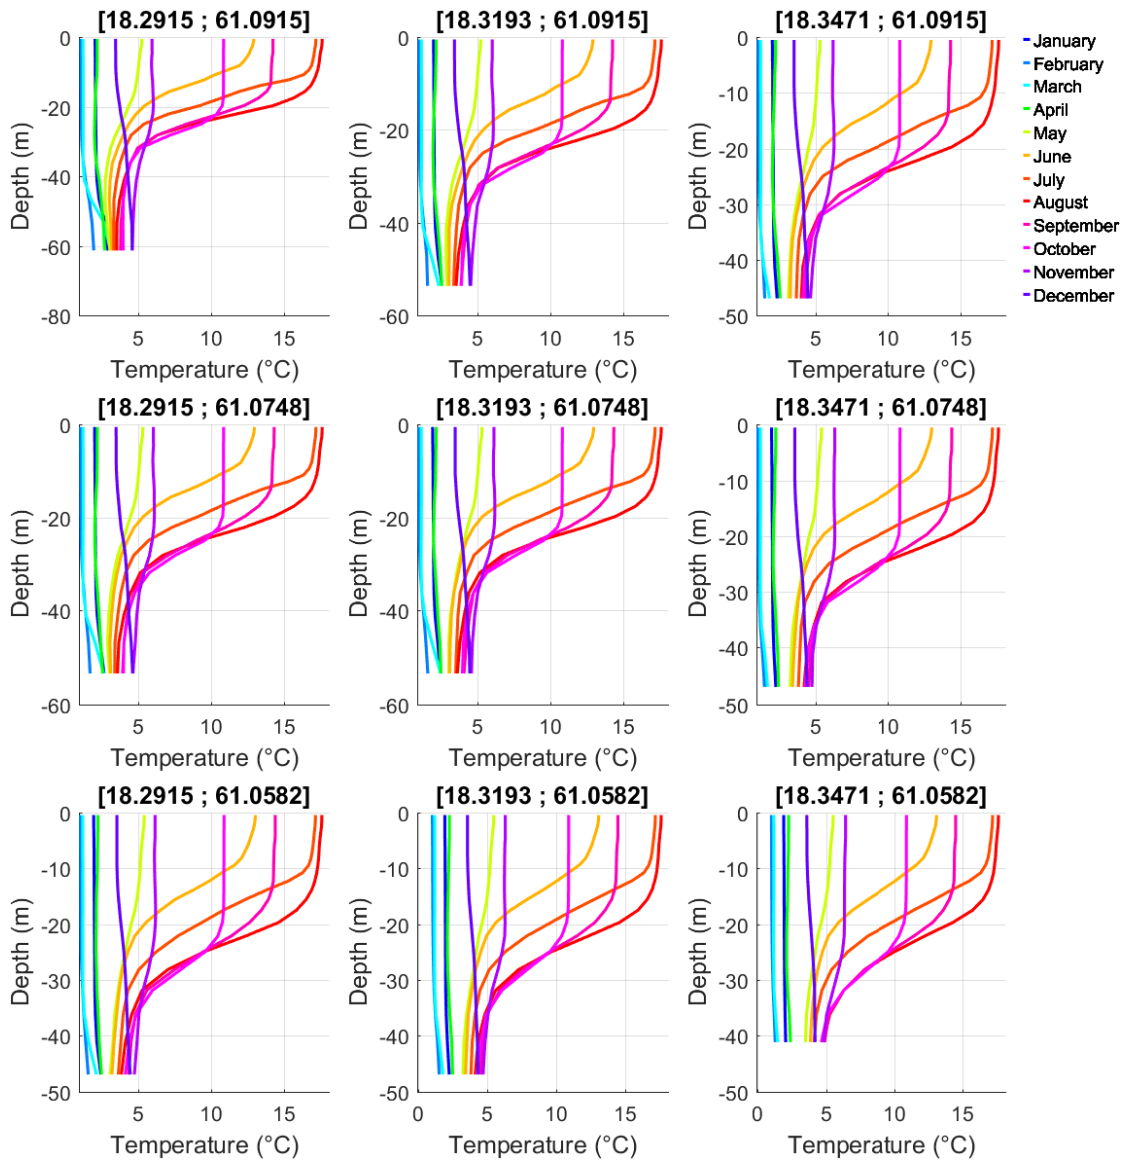 [18.2915 ; 61.0915]
0
-20
-40
-60
-80
5 10 15
Depth (m)
Temperature (°C)
[18.3193 ; 61.0915]
0
-20
-40
-60
5 10 15
Depth (m)
Temperature (°C)
[18.3471 ; 61.0915]
0
-10
-20
-30
-40
-50
5 10 15
Depth (m)
Temperature (°C)
January
February
March
April
May
June
July
August
September
October
November
December
[18.2915 ; 61.0748]
0
-20
-40
-60
5 10 15
Depth (m)
Temperature (°C)
[18.3193 ; 61.0748]
0
-20
-40
-60
5 10 15
Depth (m)
Temperature (°C)
[18.3471 ; 61.0748]
0
-10
-20
-30
-40
-50
5 10 15
Depth (m)
Temperature (°C)
[18.2915 ; 61.0582]
0
-10
-20
-30
-40
-50
5 10 15
Depth (m)
Temperature (°C)
[18.3193 ; 61.0582]
0
-10
-20
-30
-40
-50
0 5 10 15
Depth (m)
Temperature (°C)
[18.3471 ; 61.0582]
0
-10
-20
-30
-40
-50
0 5 10 15
Depth (m)
Temperature (°C)